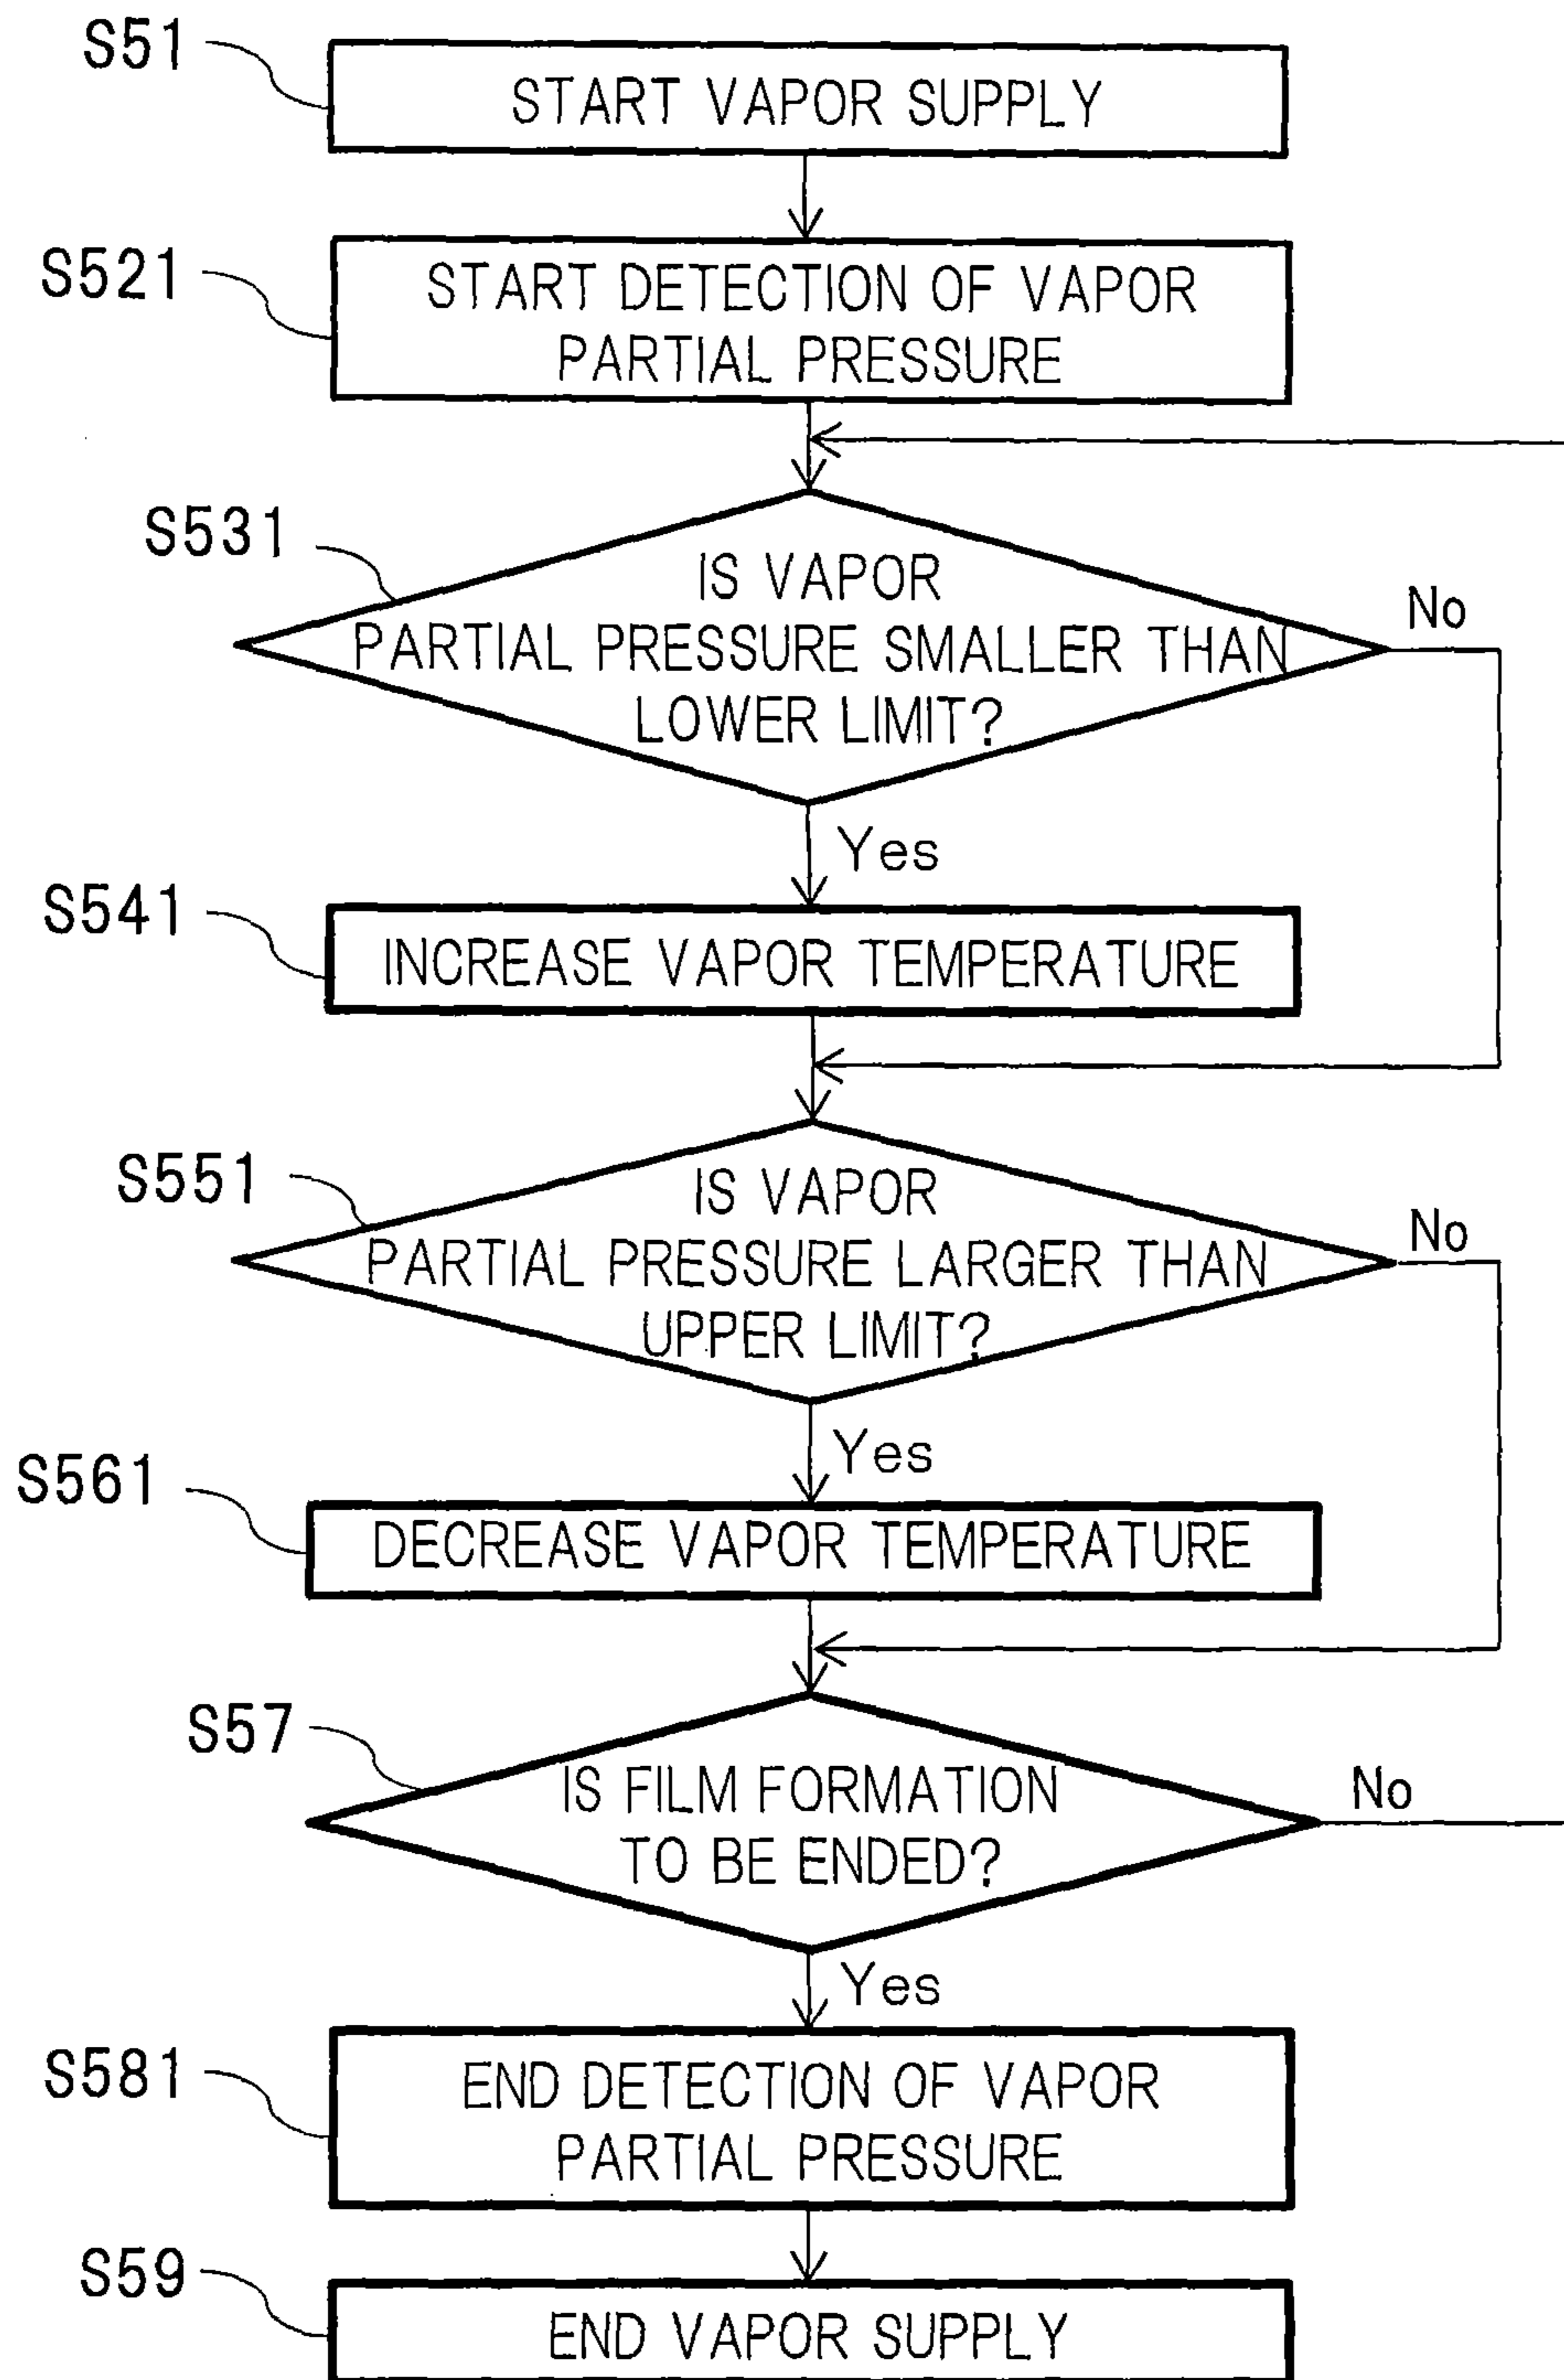 S51
START VAPOR SUPPLY
S521
START DETECTION OF VAPOR
PARTIAL PRESSURE
S531
IS VAPOR
PARTIAL PRESSURE SMALLER THAN
LOWER LIMIT?
No
Yes
S541
INCREASE VAPOR TEMPERATURE
S551
IS VAPOR
PARTIAL PRESSURE LARGER THAN
UPPER LIMIT?
No
Yes
S561
DECREASE VAPOR TEMPERATURE
S57
IS FILM FORMATION
TO BE ENDED?
No
Yes
S581
END DETECTION OF VAPOR
PARTIAL PRESSURE
S59
END VAPOR SUPPLY